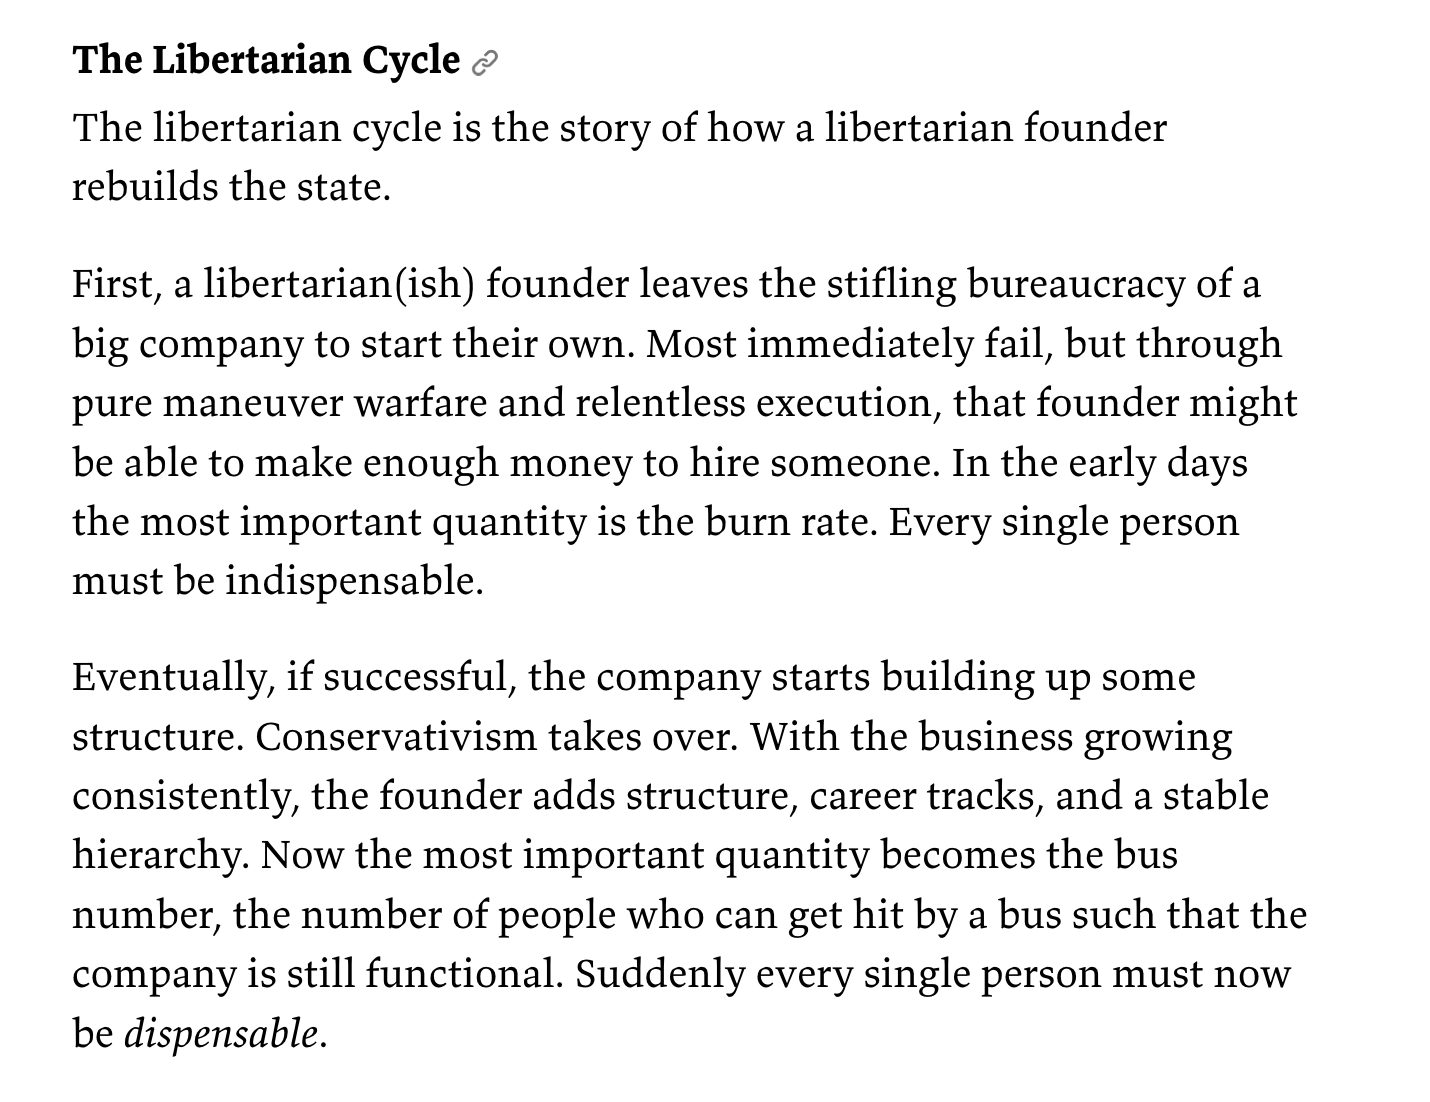 The Libertarian Cycle
The libertarian cycle is the story of how a libertarian founder
rebuilds the state.
First, a libertarian(ish) founder leaves the stifling bureaucracy of a
big company to start their own. Most immediately fail, but through
pure maneuver warfare and relentless execution, that founder might
be able to make enough money to hire someone. In the early days
the most important quantity is the burn rate. Every single person
must be indispensable.
Eventually, if successful, the company starts building up some
structure. Conservativism takes over. With the business growing
consistently, the founder adds structure, career tracks, and a stable
hierarchy. Now the most important quantity becomes the bus
number, the number of people who can get hit by a bus such that the
company is still functional. Suddenly every single person must now
be dispensable.